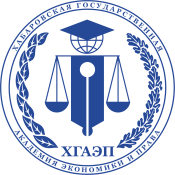 ХАБАРОВСКАЯ ГОСУДАРСТВЕННАЯ
ХГАЭП
АКАДЕМИЯ ЭКОНОМИКИ И ПРАВА